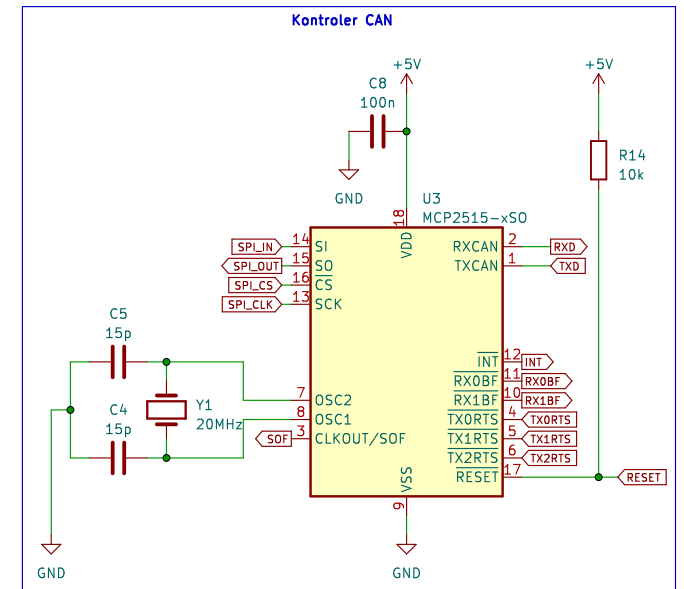 Kontroler CAN
+5V
+5V
C8
100n
R14
10k
GND
U3
MCP2515-xSO
18
VDD
SPI_IN
14
SI
RXCAN
2
RXD
SPI_OUT
15
SO
TXCAN
1
TXD
SPI_CS
16
CS
SPI_CLK
13
SCK
C5
15p
INT
12
INT
RX0BF
11
RX0BF
7
OSC2
RX1BF
10
RX1BF
C4
15p
Y1
20MHz
8
OSC1
TX0RTS
4
TX0RTS
SOF
3
CLKOUT/SOF
TX1RTS
5
TX1RTS
TX2RTS
6
TX2RTS
VSS
RESET
17
RESET
9
GND
GND